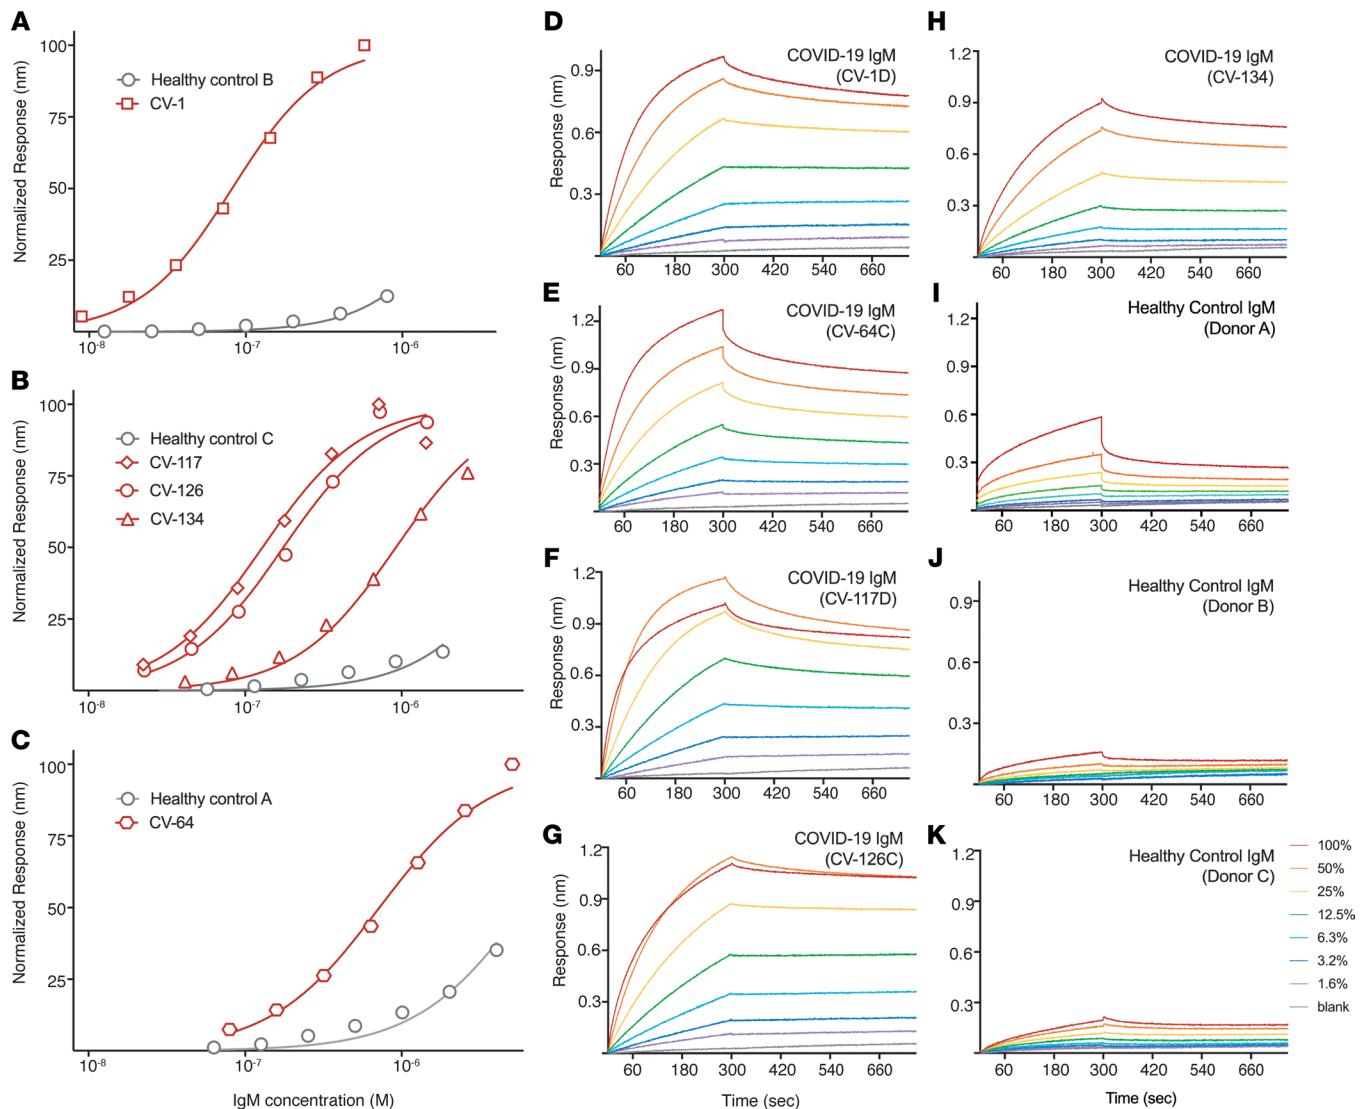 A
Normalized Response (nm)
100
75
50
25
Healthy control B
CV-1
10-8
10-7
10-6
B
Normalized Response (nm)
100
75
50
25
Healthy control C
CV-117
CV-126
CV-134
10-8
10-7
10-6
C
Normalized Response (nm)
100
75
50
25
Healthy control A
CV-64
10-8
10-7
10-6
IgM concentration (M)
D
COVID-19 IgM
(CV-1D)
Response (nm)
0.9
0.6
0.3
60 180 300 420 540 660
E
COVID-19 IgM
(CV-64C)
Response (nm)
1.2
0.9
0.6
0.3
60 180 300 420 540 660
F
COVID-19 IgM
(CV-117D)
Response (nm)
1.2
0.9
0.6
0.3
60 180 300 420 540 660
G
COVID-19 IgM
(CV-126C)
Response (nm)
1.2
0.9
0.6
0.3
60 180 300 420 540 660
Time (sec)
H
COVID-19 IgM
(CV-134)
1.2
0.9
0.6
0.3
60 180 300 420 540 660
I
Healthy Control IgM
(Donor A)
1.2
0.9
0.6
0.3
60 180 300 420 540 660
J
Healthy Control IgM
(Donor B)
0.9
0.6
0.3
60 180 300 420 540 660
K
Healthy Control IgM
(Donor C)
1.2
0.9
0.6
0.3
60 180 300 420 540 660
Time (sec)
100%
50%
25%
12.5%
6.3%
3.2%
1.6%
blank